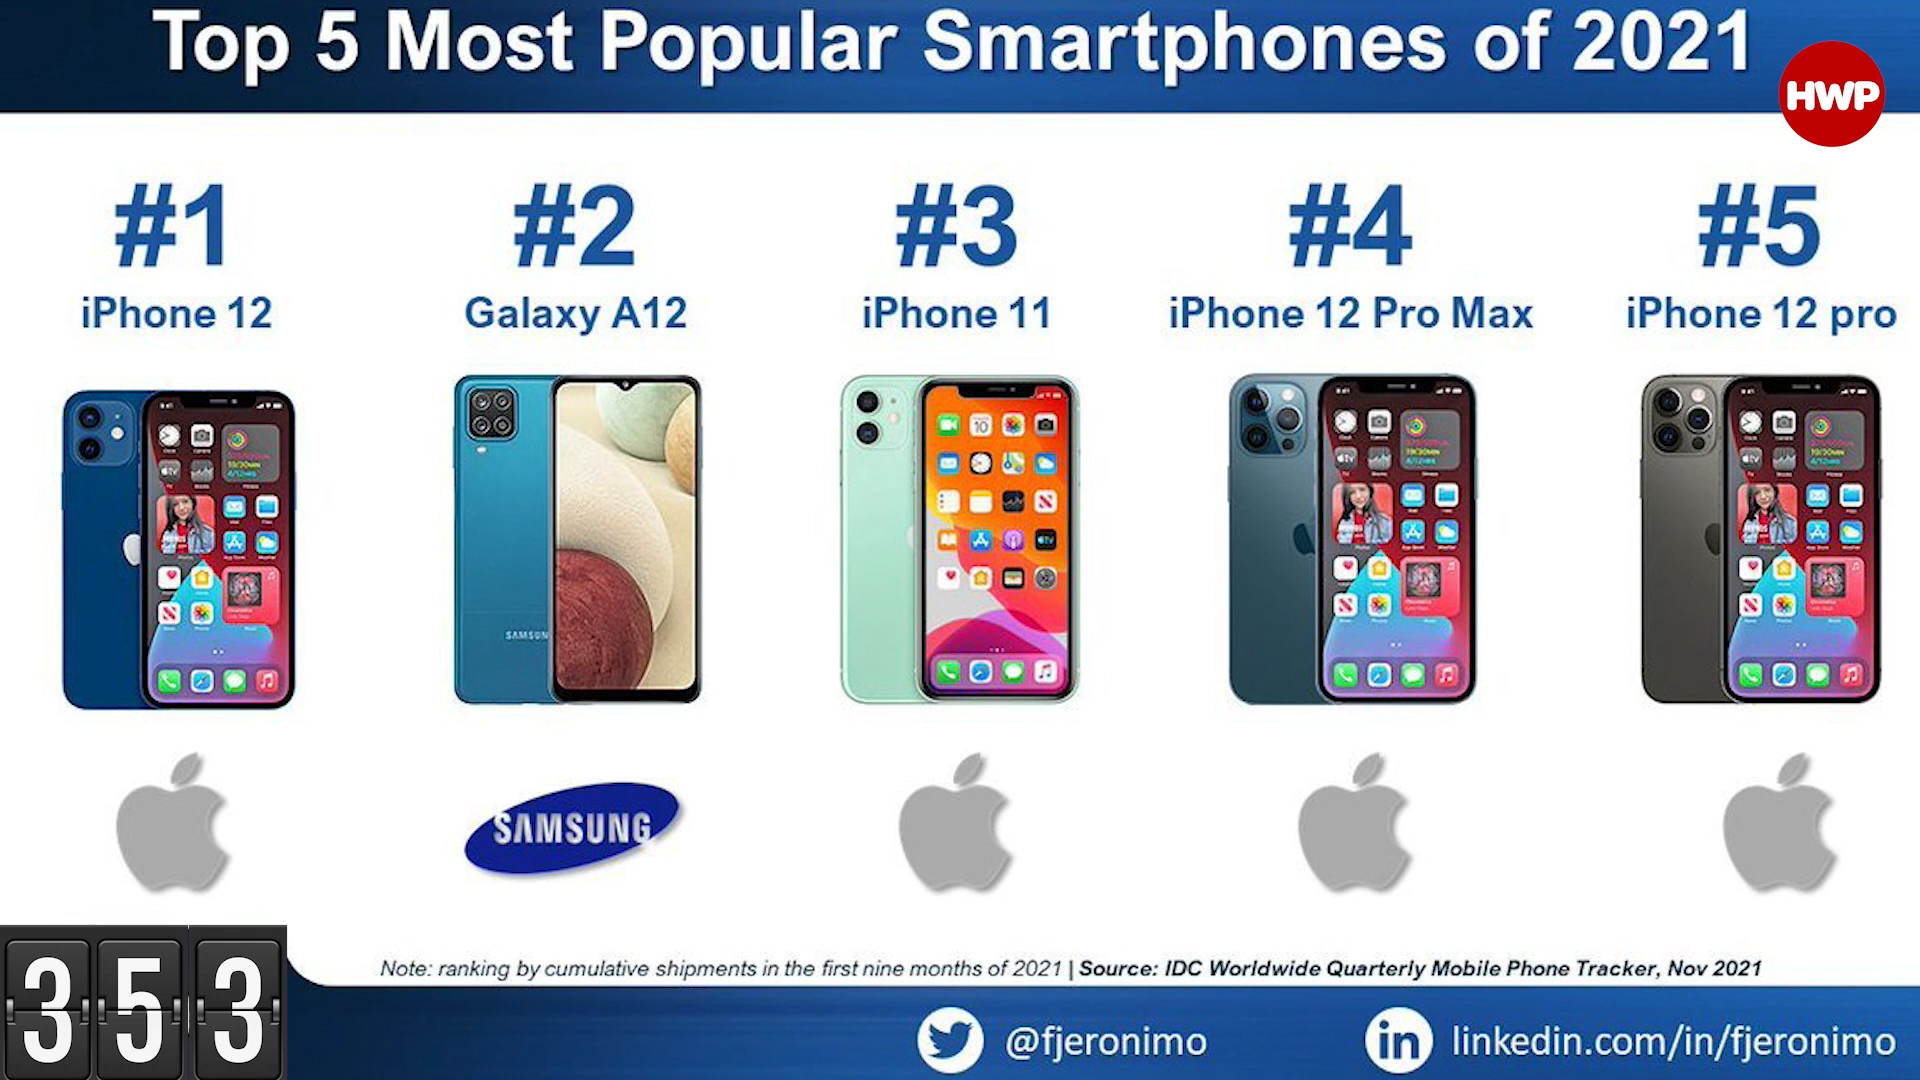 Top 5 Most Popular Smartphones of 2021
HWP
#1
#2
#3
#4
#5
iPhone 12
Galaxy A12
iPhone 11
iPhone 12 Pro Max
iPhone 12 pro
SAMSUN
SAMSUNG
Note: ranking by cumulative shipments in the first nine months of 2021 | Source: IDC Worldwide Quarterly Mobile Phone Tracker, Nov 2021
353
@fjeronimo
in
linkedin.com/in/fjeronimo